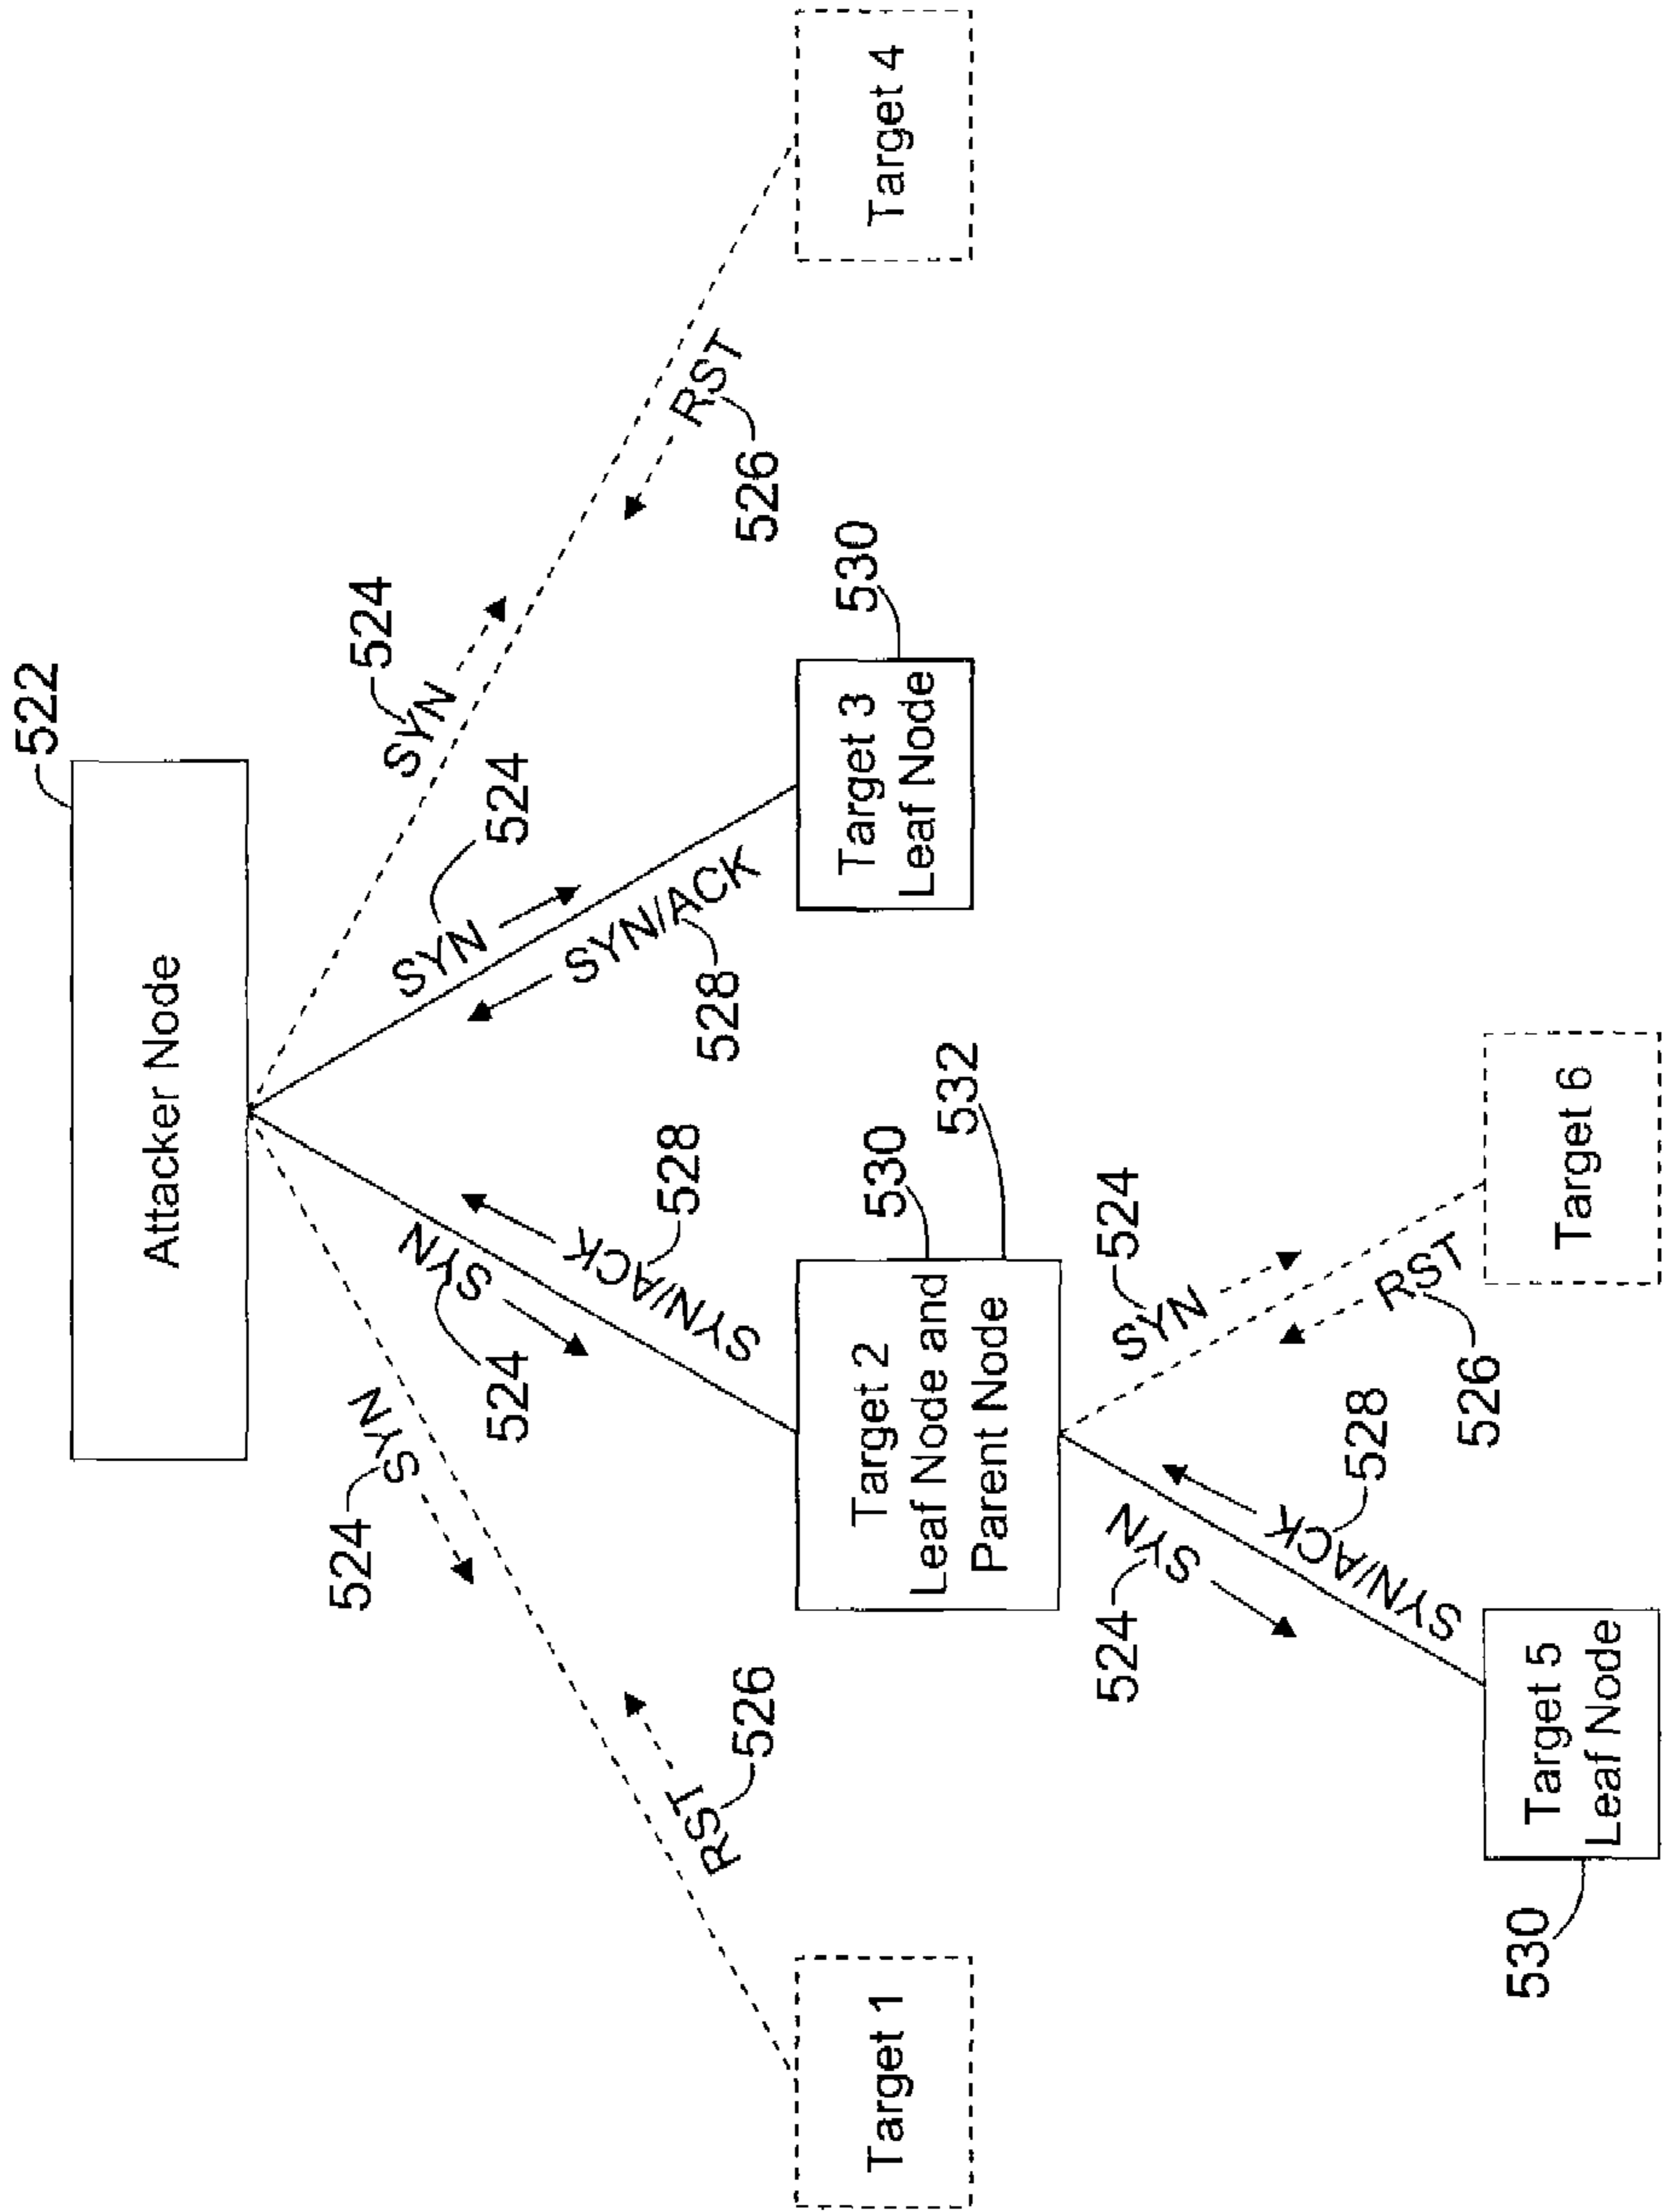 522
Attacker Node
524
SYN
SYN
524
SYN/ACK
528
SYN
524
SYN/ACK
528
SYN
524
RST
526
RST
526
Target 1
Target 2
Leaf Node and
Parent Node
530
532
Target 3
Leaf Node
530
Target 4
524
SYN
SYN/ACK
528
SYN
524
RST
526
Target 5
Leaf Node
530
Target 6